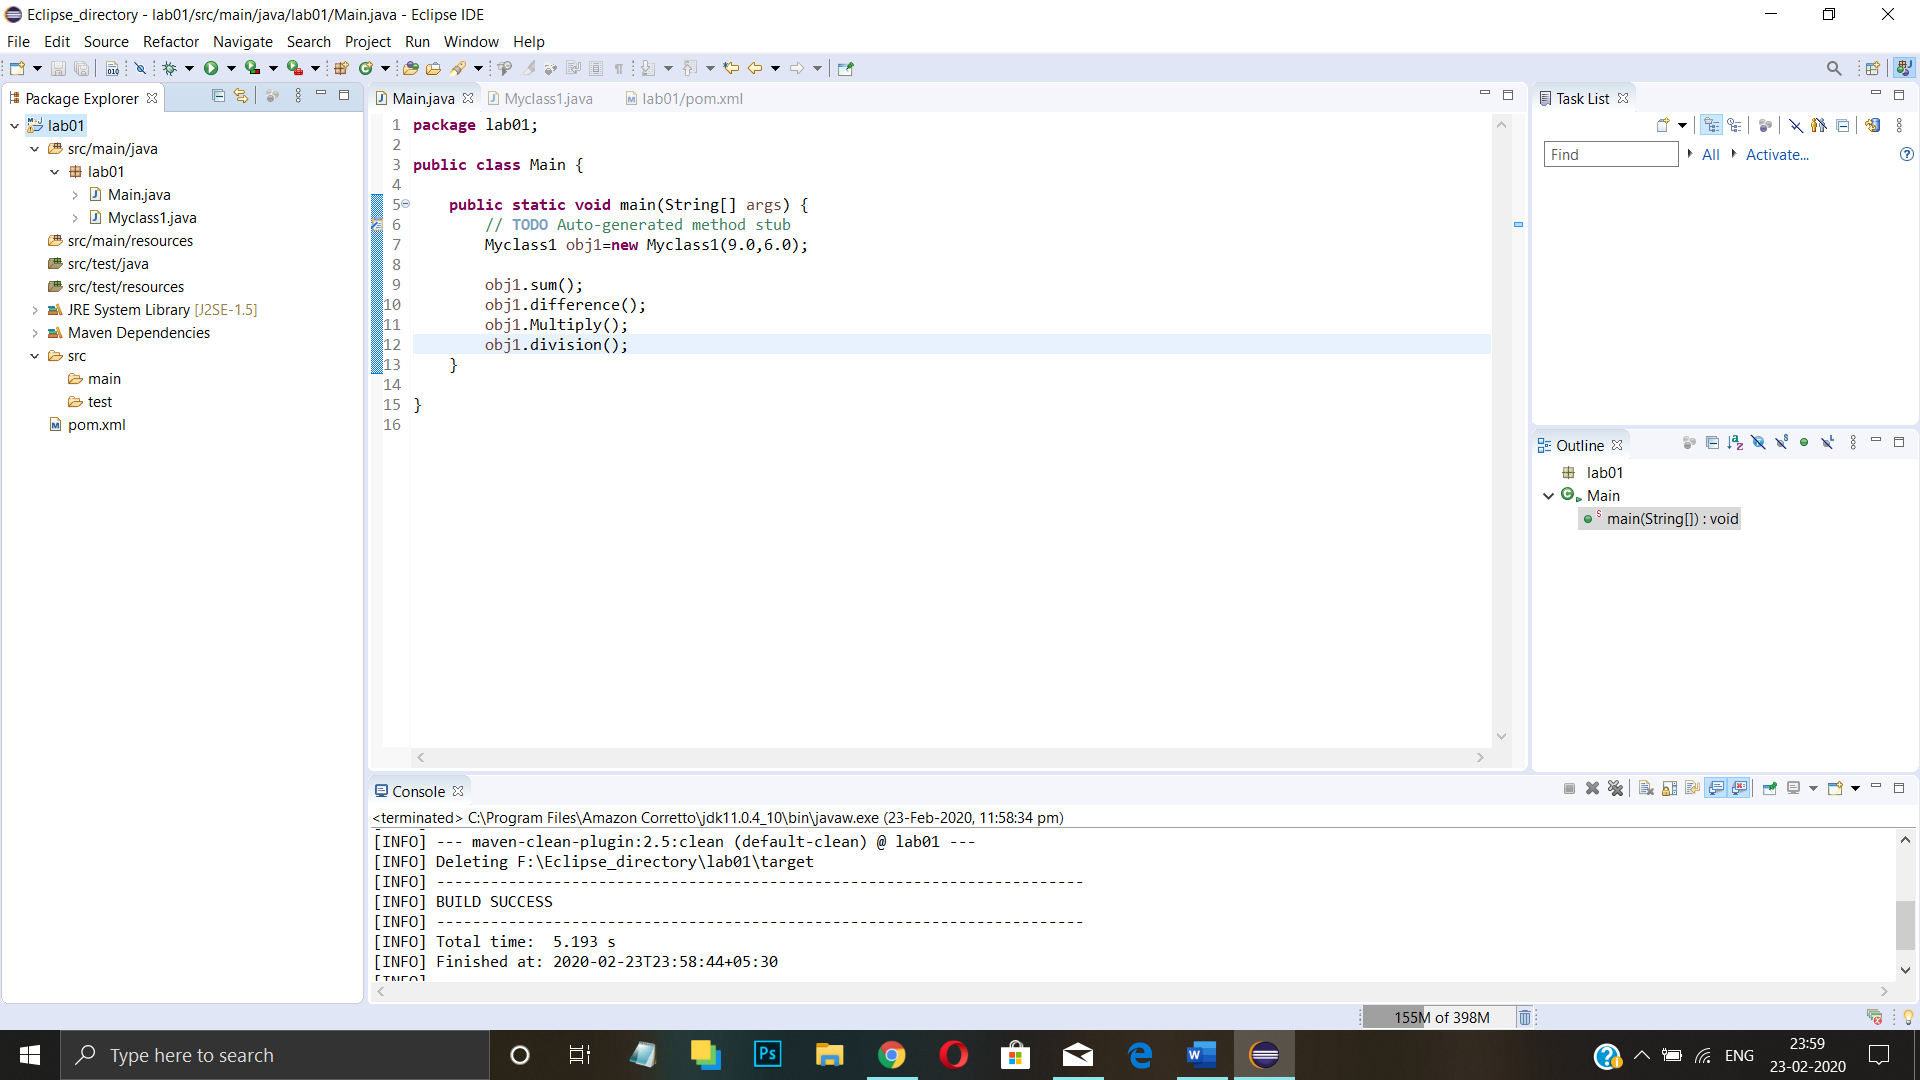 Eclipse_directory - lab01/src/main/java/lab01/Main.java - Eclipse IDE
File Edit Source Refactor Navigate Search Project Run Window Help
Package Explorer
lab01
src/main/java
lab01
Main.java
Myclass1.java
src/main/resources
src/test/java
src/test/resources
JRE System Library [J2SE-1.5]
Maven Dependencies
src
main
test
pom.xml
Main.java Myclass1.java lab01/pom.xml
1 package lab01;
2
3 public class Main {
4
5 public static void main(String[] args) {
6 // TODO Auto-generated method stub
7 Myclass1 obj1=new Myclass1(9.0,6.0);
8
9 obj1.sum();
10 obj1.difference();
11 obj1.Multiply();
12 obj1.division();
13 }
14
15 }
16
Task List
Find All Activate...
Outline
lab01
Main
main(String[]) : void
Console
<terminated> C:\Program Files\Amazon Corretto\jdk11.0.4_10\bin\javaw.exe (23-Feb-2020, 11:58:34 pm)
[INFO] --- maven-clean-plugin:2.5:clean (default-clean) @ lab01 ---
[INFO] Deleting F:\Eclipse_directory\lab01\target
[INFO] ------------------------------------------------------------------------
[INFO] BUILD SUCCESS
[INFO] ------------------------------------------------------------------------
[INFO] Total time:  5.193 s
[INFO] Finished at: 2020-02-23T23:58:44+05:30
[INFO]
155M of 398M
Type here to search
Ps
ENG
23:59
23-02-2020